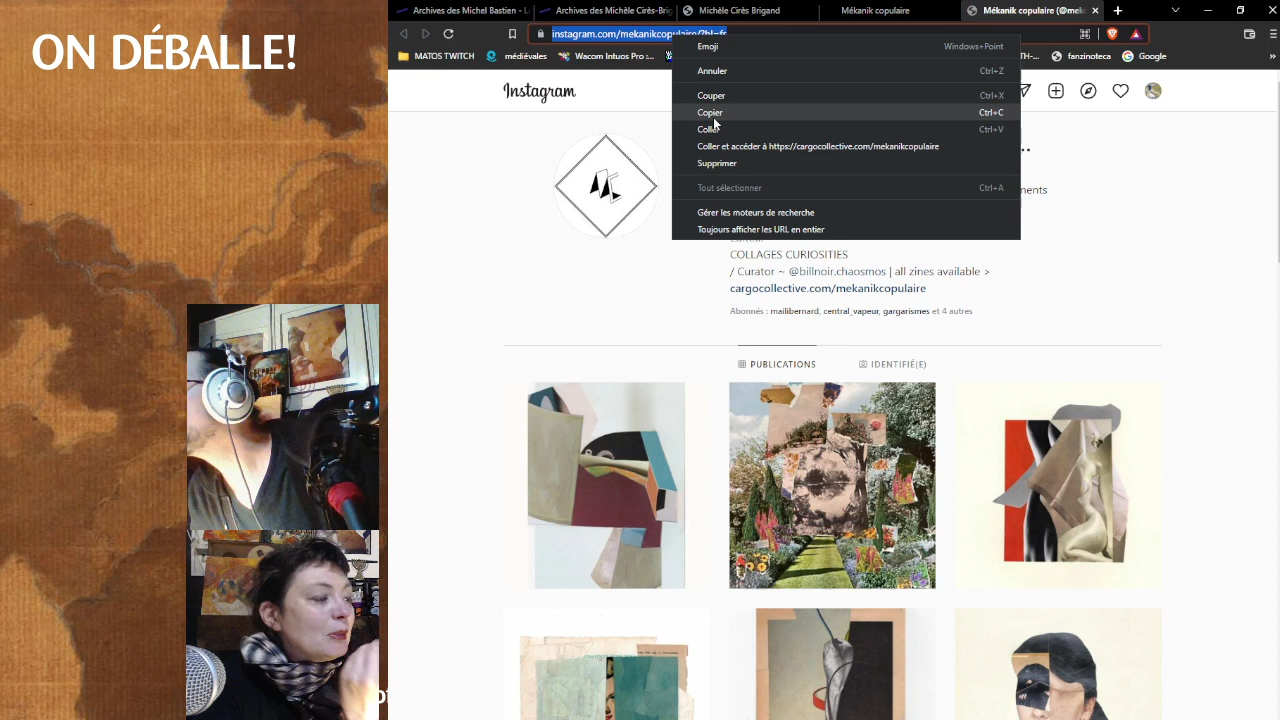 ON DÉBALLE!
Archives des Michel Bastien - L
Archives des Michèle Cirès-Brig
Michèle Cirès Brigand
Mékanik copulaire
Mékanik copulaire (@mek
instagram.com/mekanikcopulaire/?hl=fr
MATOS TWITCH
médiévales
Wacom Intuos Pro :...
TH-...
fanzinoteca
Google
Emoji Windows+Point
Annuler Ctrl+Z
Couper Ctrl+X
Copier Ctrl+C
Coller Ctrl+V
Coller et accéder à https://cargocollective.com/mekanikcopulaire
Supprimer
Tout sélectionner Ctrl+A
Gérer les moteurs de recherche
Toujours afficher les URL en entier
Instagram
COLLAGES CURIOSITIES
/ Curator ~ @billnoir.chaosmos | all zines available >
cargocollective.com/mekanikcopulaire
Abonnés : mailibernard, central_vapeur, gargarismes et 4 autres
PUBLICATIONS
IDENTIFIÉ(E)